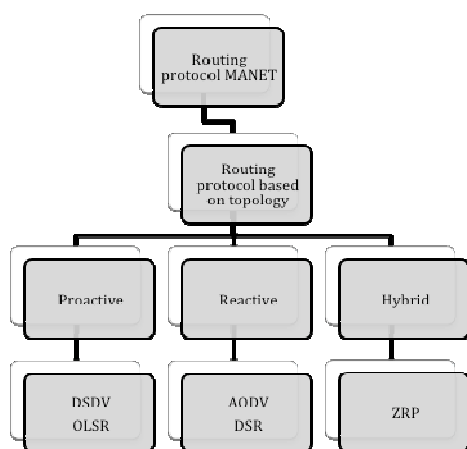 Routing
protocol MANET
Routing
protocol based
on topology
Proactive
Reactive
Hybrid
DSDV
OLSR
AODV
DSR
ZRP